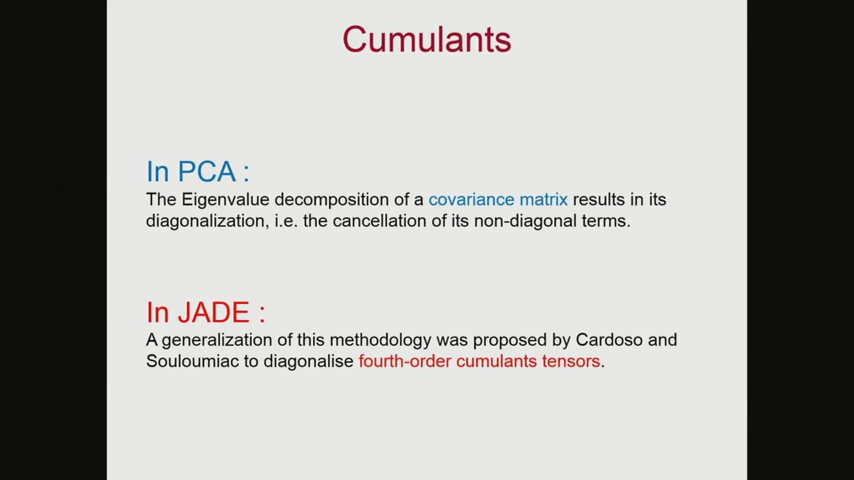 Cumulants
In PCA :
The Eigenvalue decomposition of a covariance matrix results in its
diagonalization, i.e. the cancellation of its non-diagonal terms.
In JADE :
A generalization of this methodology was proposed by Cardoso and
Souloumiac to diagonalise fourth-order cumulants tensors.